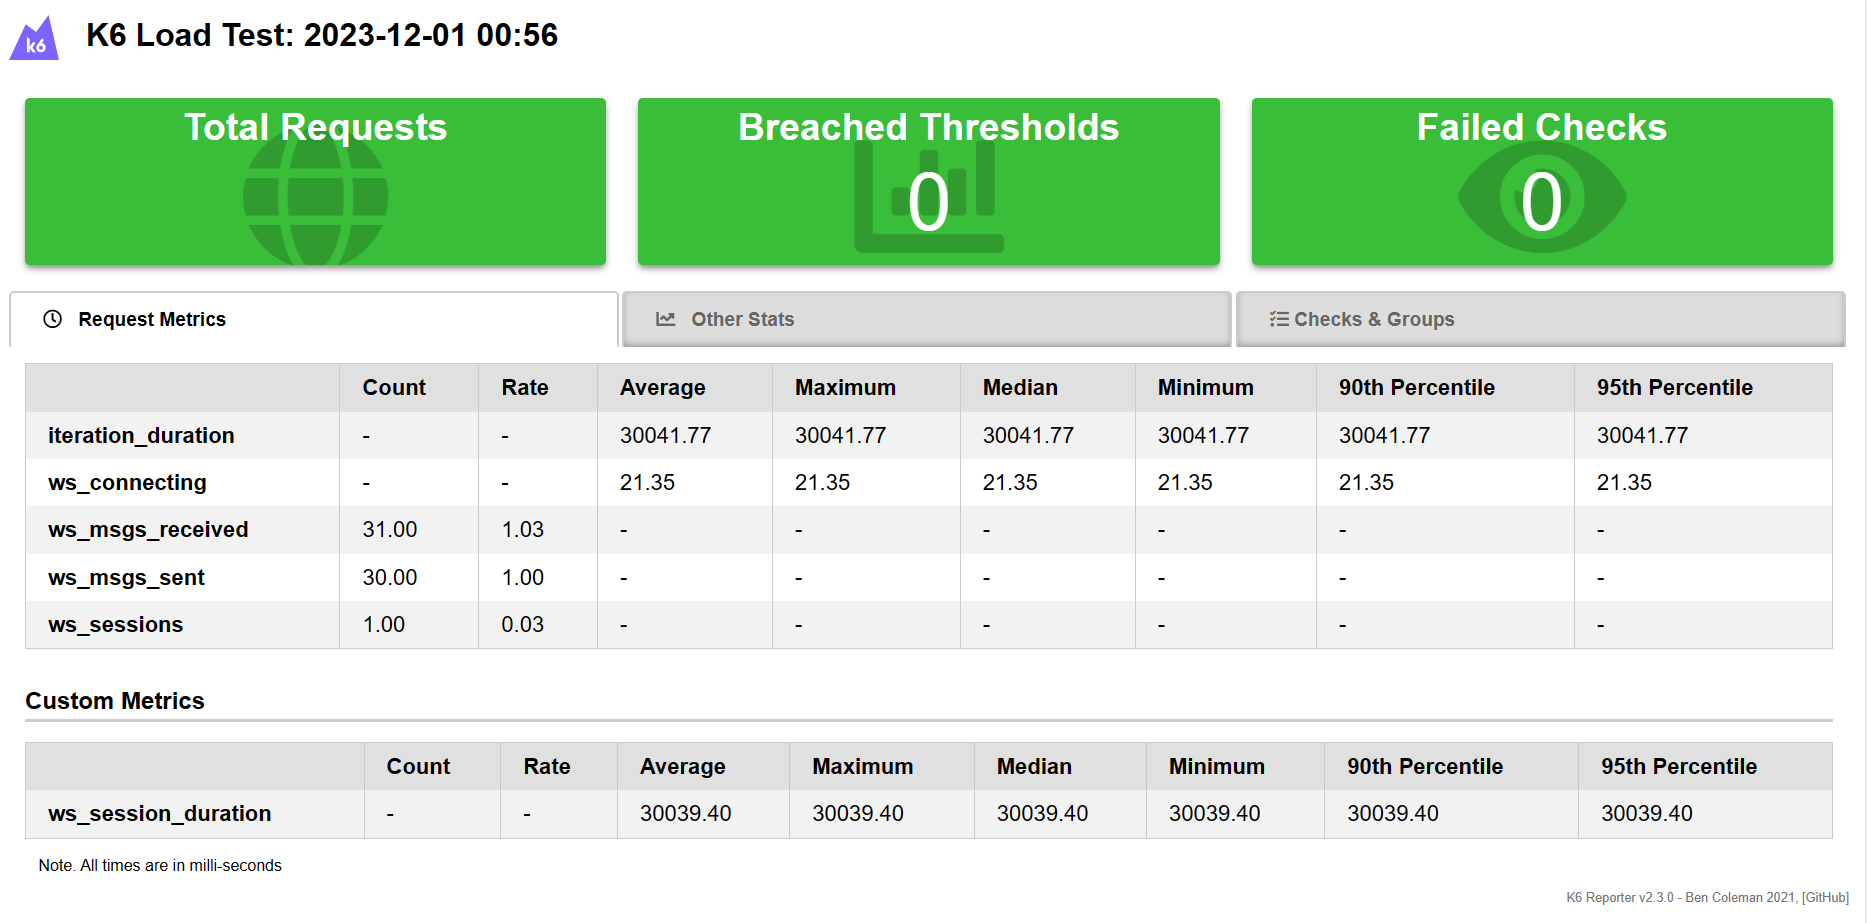 k6 K6 Load Test: 2023-12-01 00:56
Total Requests Breached Thresholds Failed Checks
0 0
Request Metrics Other Stats Checks & Groups
Count Rate Average Maximum Median Minimum 90th Percentile 95th Percentile
iteration_duration - - 30041.77 30041.77 30041.77 30041.77 30041.77 30041.77
ws_connecting - - 21.35 21.35 21.35 21.35 21.35 21.35
ws_msgs_received 31.00 1.03 - - - - - -
ws_msgs_sent 30.00 1.00 - - - - - -
ws_sessions 1.00 0.03 - - - - - -
Custom Metrics
Count Rate Average Maximum Median Minimum 90th Percentile 95th Percentile
ws_session_duration - - 30039.40 30039.40 30039.40 30039.40 30039.40 30039.40
Note. All times are in milli-seconds
K6 Reporter v2.3.0 - Ben Coleman 2021, [GitHub]